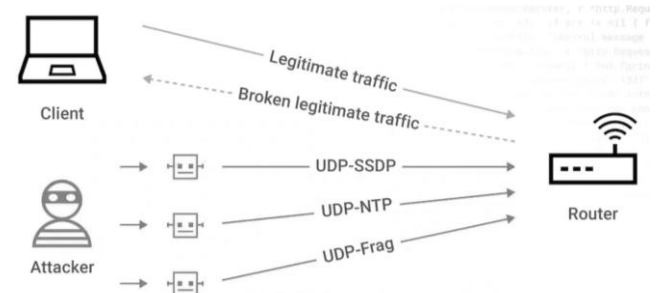 Legitimate traffic
Broken legitimate traffic
Client
UDP-SSDP
UDP-NTP
Router
UDP-Frag
Attacker